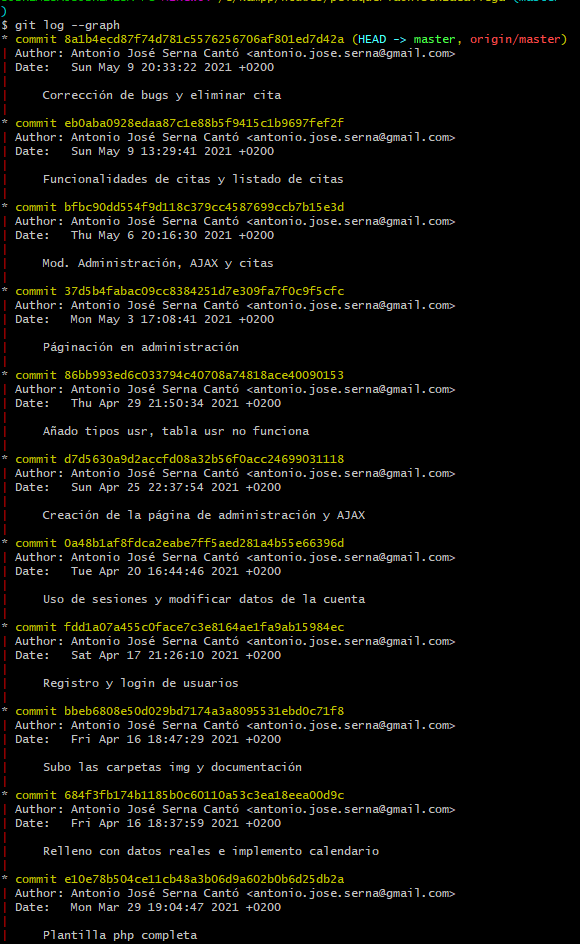 )
$ git log --graph
* commit 8a1b4ecd87f74d781c5576256706af801ed7d42a (HEAD -> master, origin/master)
| Author: Antonio José Serna Cantó <antonio.jose.serna@gmail.com>
| Date:   Sun May 9 20:33:22 2021 +0200
|
|     Corrección de bugs y eliminar cita
|
* commit eb0aba0928edaa87c1e88b5f9415c1b9697fef2f
| Author: Antonio José Serna Cantó <antonio.jose.serna@gmail.com>
| Date:   Sun May 9 13:29:41 2021 +0200
|
|     Funcionalidades de citas y listado de citas
|
* commit bfbc90dd554f9d118c379cc4587699ccb7b15e3d
| Author: Antonio José Serna Cantó <antonio.jose.serna@gmail.com>
| Date:   Thu May 6 20:16:30 2021 +0200
|
|     Mod. Administración, AJAX y citas
|
* commit 37d5b4fabac09cc8384251d7e309fa7f0c9f5cfc
| Author: Antonio José Serna Cantó <antonio.jose.serna@gmail.com>
| Date:   Mon May 3 17:08:41 2021 +0200
|
|     Páginación en administración
|
* commit 86bb993ed6c033794c40708a74818ace40090153
| Author: Antonio José Serna Cantó <antonio.jose.serna@gmail.com>
| Date:   Thu Apr 29 21:50:34 2021 +0200
|
|     Añado tipos usr, tabla usr no funciona
|
* commit d7d5630a9d2accfd08a32b56f0acc24699031118
| Author: Antonio José Serna Cantó <antonio.jose.serna@gmail.com>
| Date:   Sun Apr 25 22:37:54 2021 +0200
|
|     Creación de la página de administración y AJAX
|
* commit 0a48b1af8fdca2eabe7ff5aed281a4b55e66396d
| Author: Antonio José Serna Cantó <antonio.jose.serna@gmail.com>
| Date:   Tue Apr 20 16:44:46 2021 +0200
|
|     Uso de sesiones y modificar datos de la cuenta
|
* commit fdd1a07a455c0face7c3e8164ae1fa9ab15984ec
| Author: Antonio José Serna Cantó <antonio.jose.serna@gmail.com>
| Date:   Sat Apr 17 21:26:10 2021 +0200
|
|     Registro y login de usuarios
|
* commit bbeb6808e50d029bd7174a3a8095531ebd0c71f8
| Author: Antonio José Serna Cantó <antonio.jose.serna@gmail.com>
| Date:   Fri Apr 16 18:47:29 2021 +0200
|
|     Subo las carpetas img y documentación
|
* commit 684f3fb174b1185b0c60110a53c3ea18eea00d9c
| Author: Antonio José Serna Cantó <antonio.jose.serna@gmail.com>
| Date:   Fri Apr 16 18:37:59 2021 +0200
|
|     Relleno con datos reales e implemento calendario
|
* commit e10e78b504ce11cb48a3b06d9a602b0b6d25db2a
| Author: Antonio José Serna Cantó <antonio.jose.serna@gmail.com>
| Date:   Mon Mar 29 19:04:47 2021 +0200
|
|     Plantilla php completa